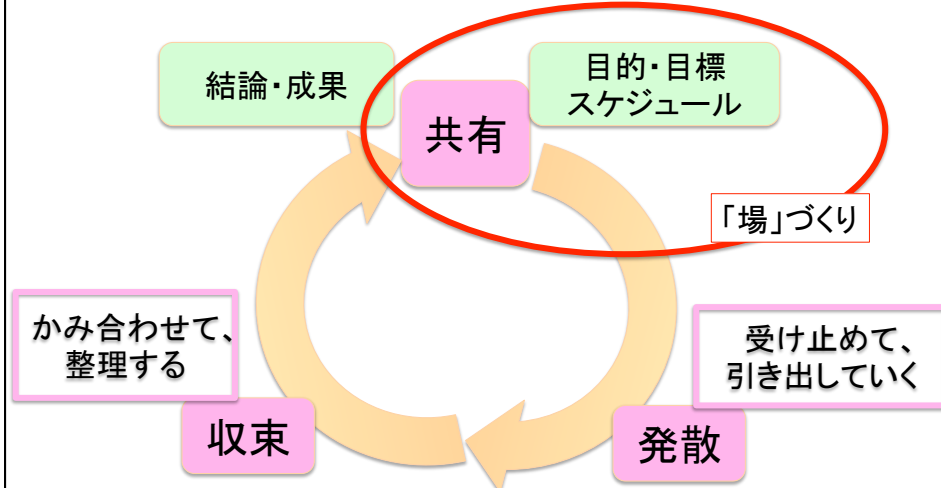 結論・成果
目的・目標
スケジュール
共有
「場」づくり
かみ合わせて、
整理する
受け止めて、
引き出していく
収束
発散